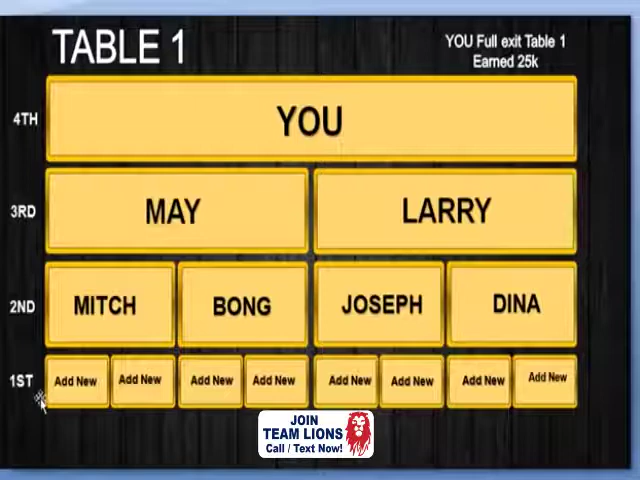 TABLE 1
YOU Full exit Table 1
Earned 25k
4TH
YOU
3RD
MAY
LARRY
2ND
MITCH
BONG
JOSEPH
DINA
1ST
Add New
Add New
Add New
Add New
Add New
Add New
Add New
Add New
JOIN
TEAM LIONS
Call / Text Now!